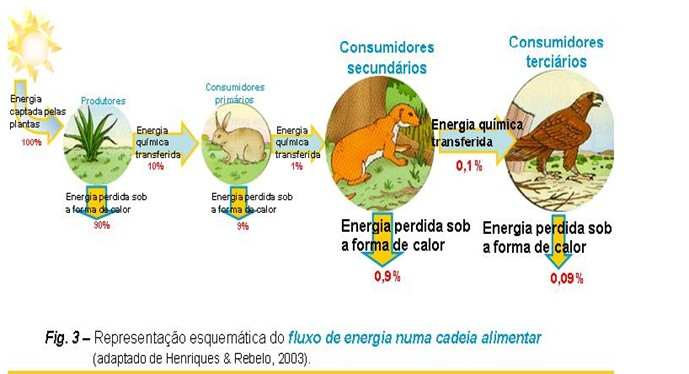 Energia
captada pelas
plantas
100%
Produtores
Energia perdida sob
a forma de calor
90%
Energia
química
transferida
10%
Consumidores
primários
Energia perdida sob
a forma de calor
9%
Energia
química
transferida
1%
Consumidores
secundários
Energia perdida sob
a forma de calor
0,9%
Energia química
transferida
0,1%
Consumidores
terciários
Energia perdida sob
a forma de calor
0,09%
Fig. 3 – Representação esquemática do fluxo de energia numa cadeia alimentar
(adaptado de Henriques & Rebelo, 2003).